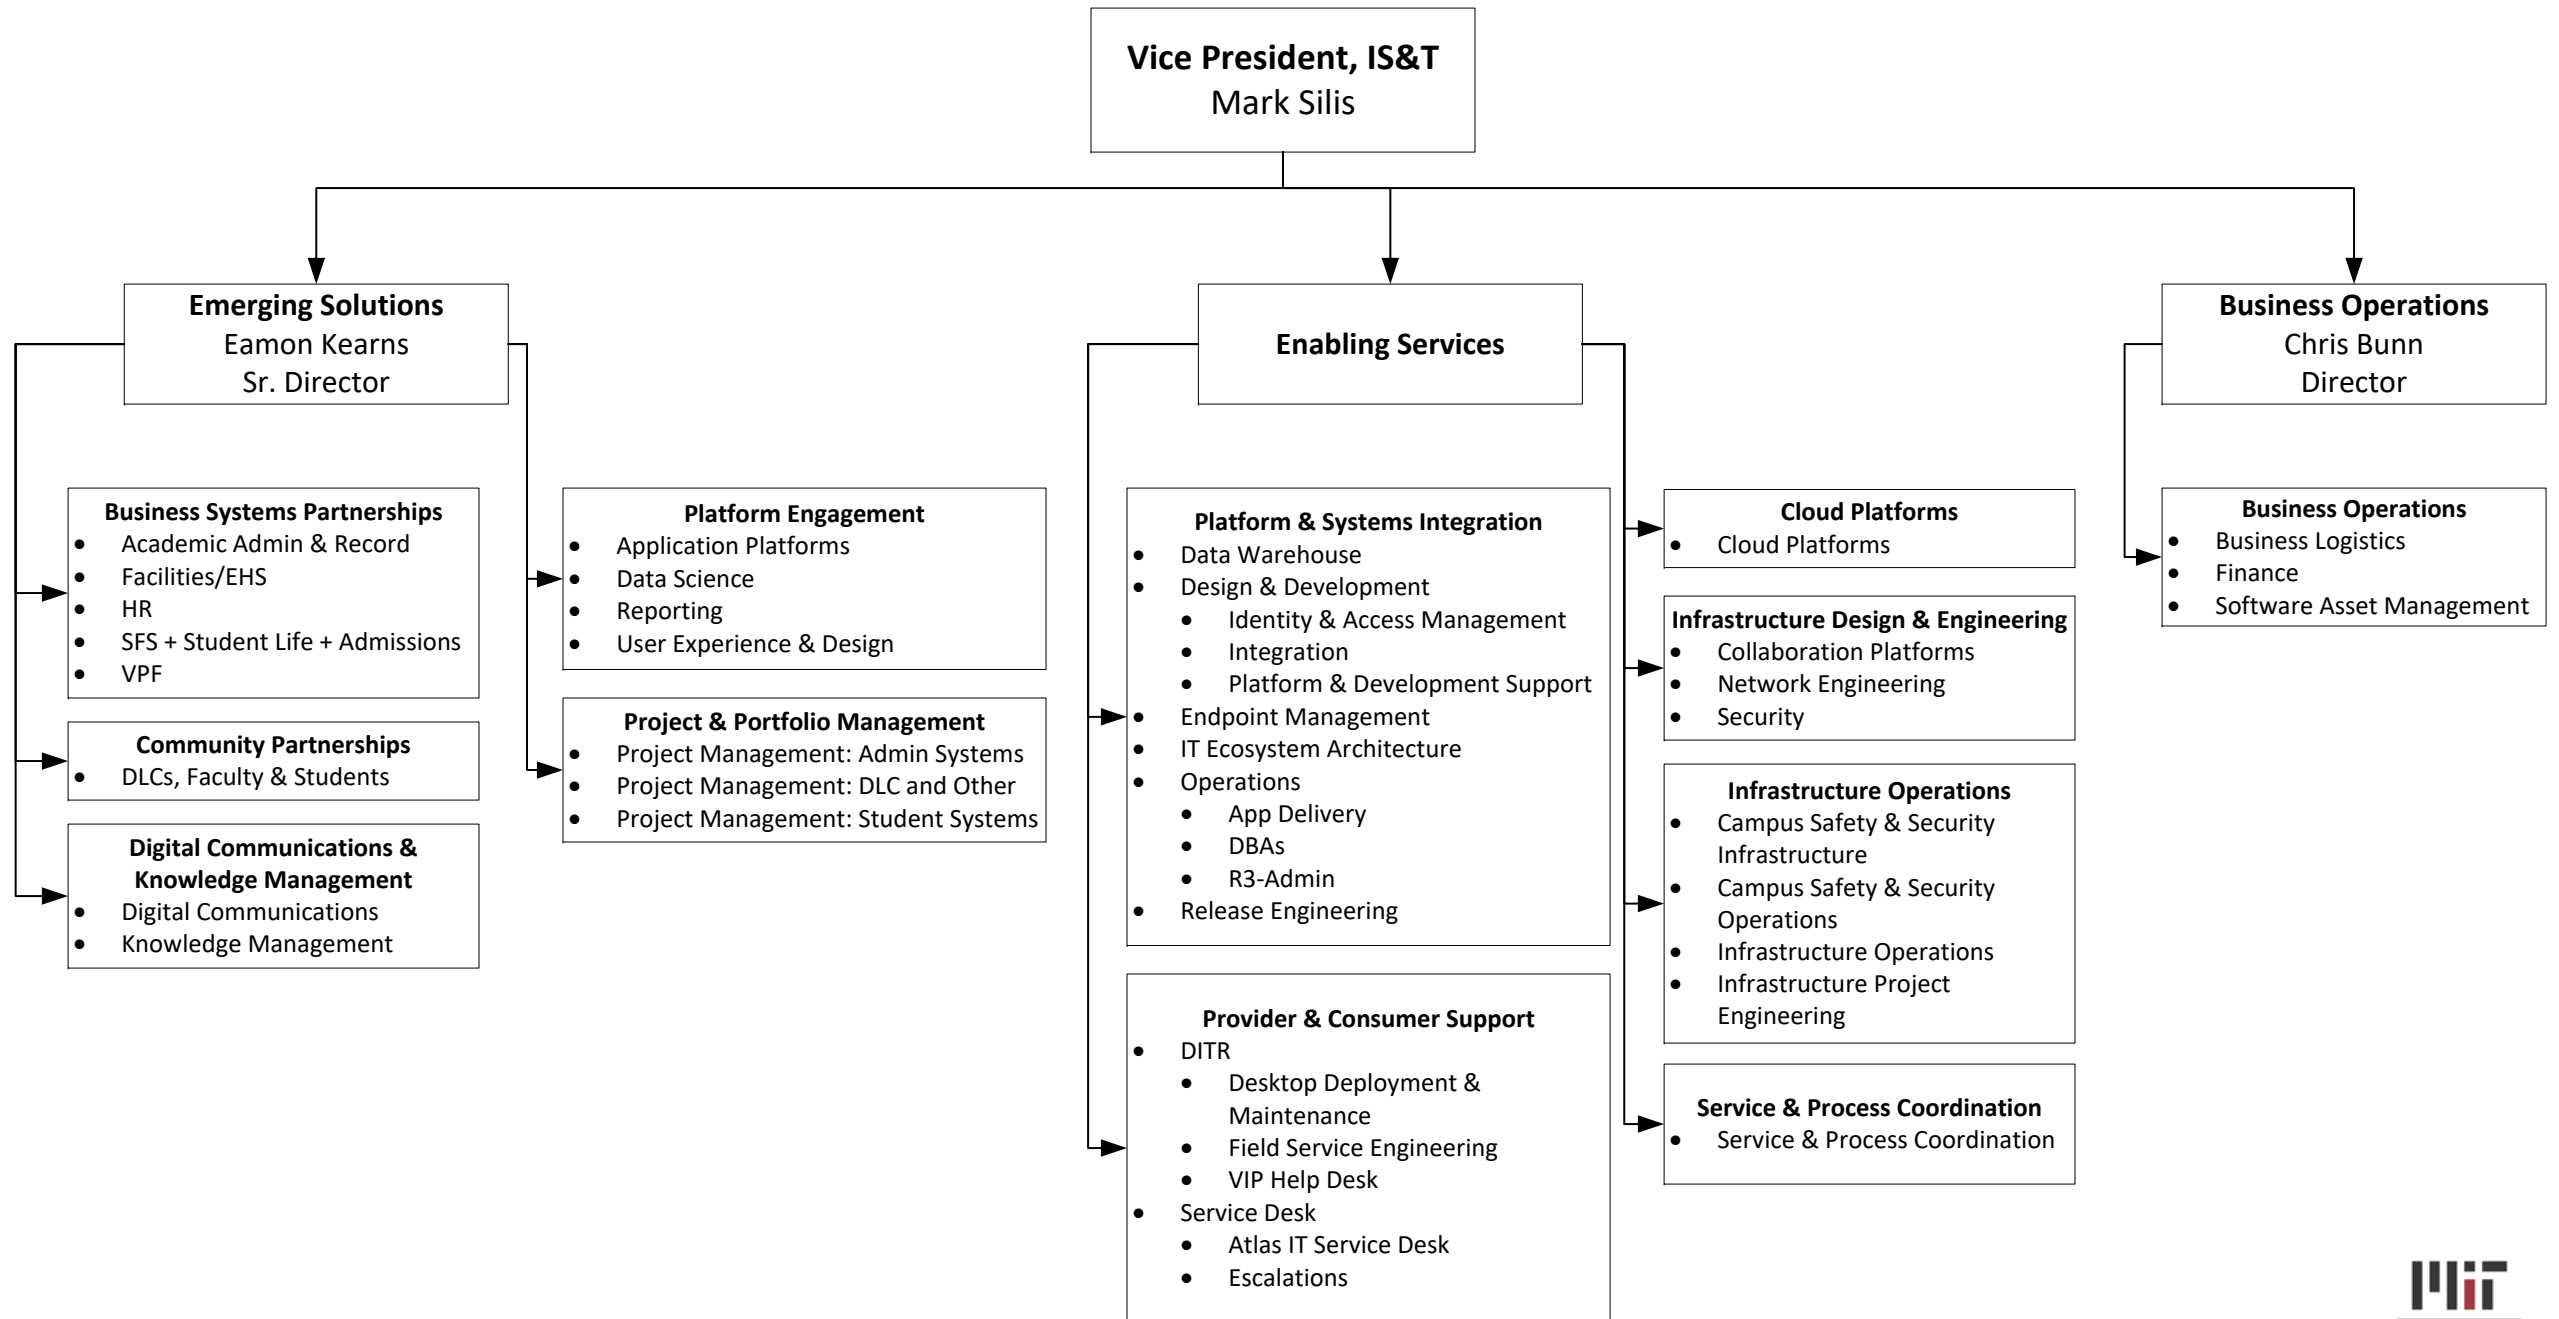 Vice President, IS&T
Mark Silis
Emerging Solutions
Eamon Kearns
Sr. Director
Enabling Services
Business Operations
Chris Bunn
Director
Business Systems Partnerships
• Academic Admin & Record
• Facilities/EHS
• HR
• SFS + Student Life + Admissions
• VPF
Community Partnerships
• DLCs, Faculty & Students
Digital Communications &
Knowledge Management
• Digital Communications
• Knowledge Management
Platform Engagement
• Application Platforms
• Data Science
• Reporting
• User Experience & Design
Project & Portfolio Management
• Project Management: Admin Systems
• Project Management: DLC and Other
• Project Management: Student Systems
Platform & Systems Integration
• Data Warehouse
• Design & Development
• Identity & Access Management
• Integration
• Platform & Development Support
• Endpoint Management
• IT Ecosystem Architecture
• Operations
• App Delivery
• DBAs
• R3-Admin
• Release Engineering
Provider & Consumer Support
• DITR
• Desktop Deployment &
Maintenance
• Field Service Engineering
• VIP Help Desk
• Service Desk
• Atlas IT Service Desk
• Escalations
Cloud Platforms
• Cloud Platforms
Infrastructure Design & Engineering
• Collaboration Platforms
• Network Engineering
• Security
Infrastructure Operations
• Campus Safety & Security
Infrastructure
• Campus Safety & Security
Operations
• Infrastructure Operations
• Infrastructure Project
Engineering
Service & Process Coordination
• Service & Process Coordination
Business Operations
• Business Logistics
• Finance
• Software Asset Management
MIT